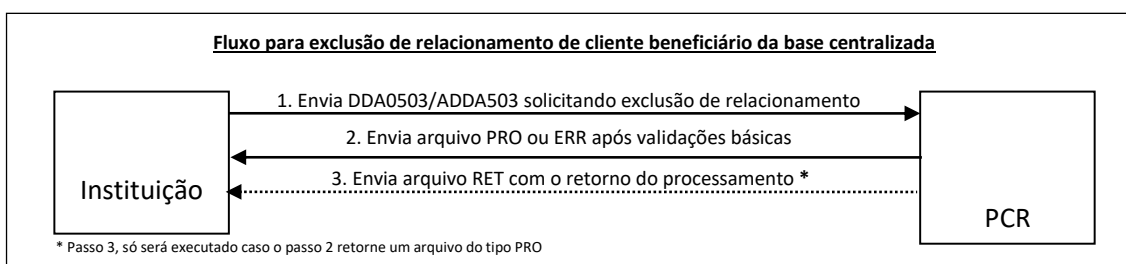 Fluxo para exclusão de relacionamento de cliente beneficiário da base centralizada
1. Envia DDA0503/ADDA503 solicitando exclusão de relacionamento
2. Envia arquivo PRO ou ERR após validações básicas
3. Envia arquivo RET com o retorno do processamento *
Instituição
PCR
* Passo 3, só será executado caso o passo 2 retorne um arquivo do tipo PRO